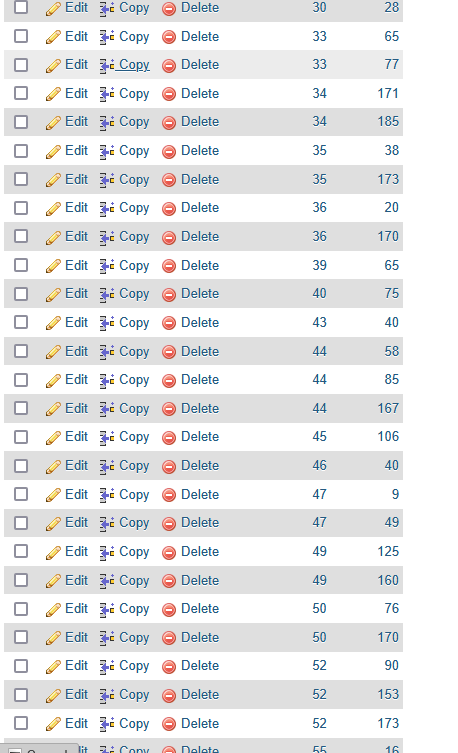 Edit Copy Delete 30 28
Edit Copy Delete 33 65
Edit Copy Delete 33 77
Edit Copy Delete 34 171
Edit Copy Delete 34 185
Edit Copy Delete 35 38
Edit Copy Delete 35 173
Edit Copy Delete 36 20
Edit Copy Delete 36 170
Edit Copy Delete 39 65
Edit Copy Delete 40 75
Edit Copy Delete 43 40
Edit Copy Delete 44 58
Edit Copy Delete 44 85
Edit Copy Delete 44 167
Edit Copy Delete 45 106
Edit Copy Delete 46 40
Edit Copy Delete 47 9
Edit Copy Delete 47 49
Edit Copy Delete 49 125
Edit Copy Delete 49 160
Edit Copy Delete 50 76
Edit Copy Delete 50 170
Edit Copy Delete 52 90
Edit Copy Delete 52 153
Edit Copy Delete 52 173
Copy Delete 55 16